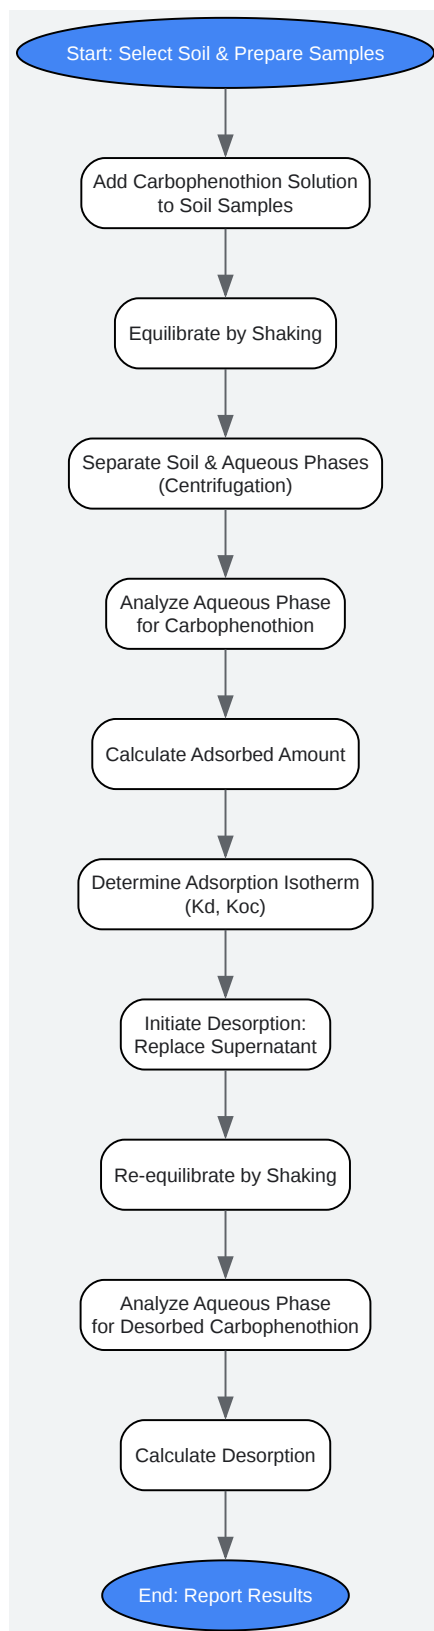 Start: Select Soil & Prepare Samples
Add Carbophenothion Solution
to Soil Samples
Equilibrate by Shaking
Separate Soil & Aqueous Phases
(Centrifugation)
Analyze Aqueous Phase
for Carbophenothion
Calculate Adsorbed Amount
Determine Adsorption Isotherm
(Kd, Koc)
Initiate Desorption:
Replace Supernatant
Re-equilibrate by Shaking
Analyze Aqueous Phase
for Desorbed Carbophenothion
Calculate Desorption
End: Report Results